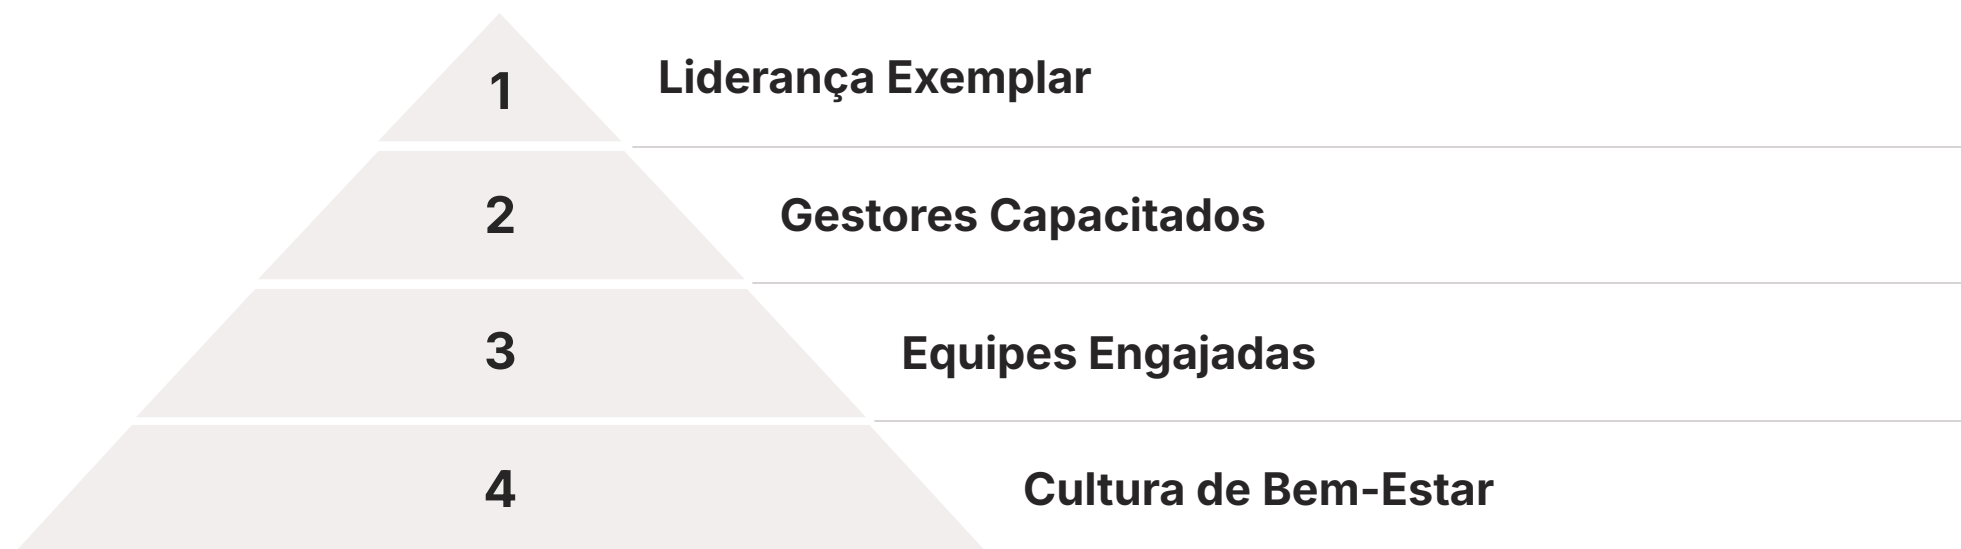 1
Liderança Exemplar
2
Gestores Capacitados
3
Equipes Engajadas
4
Cultura de Bem-Estar